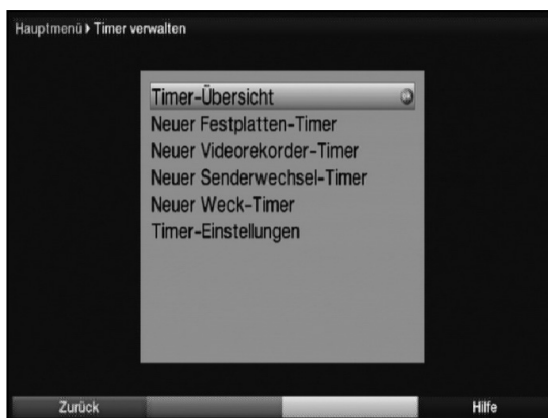 Hauptmenü Timer verwalten
Timer-Übersicht
Neuer Festplatten-Timer
Neuer Videorekorder-Timer
Neuer Senderwechsel-Timer
Neuer Weck-Timer
Timer-Einstellungen
Zurück Hilfe